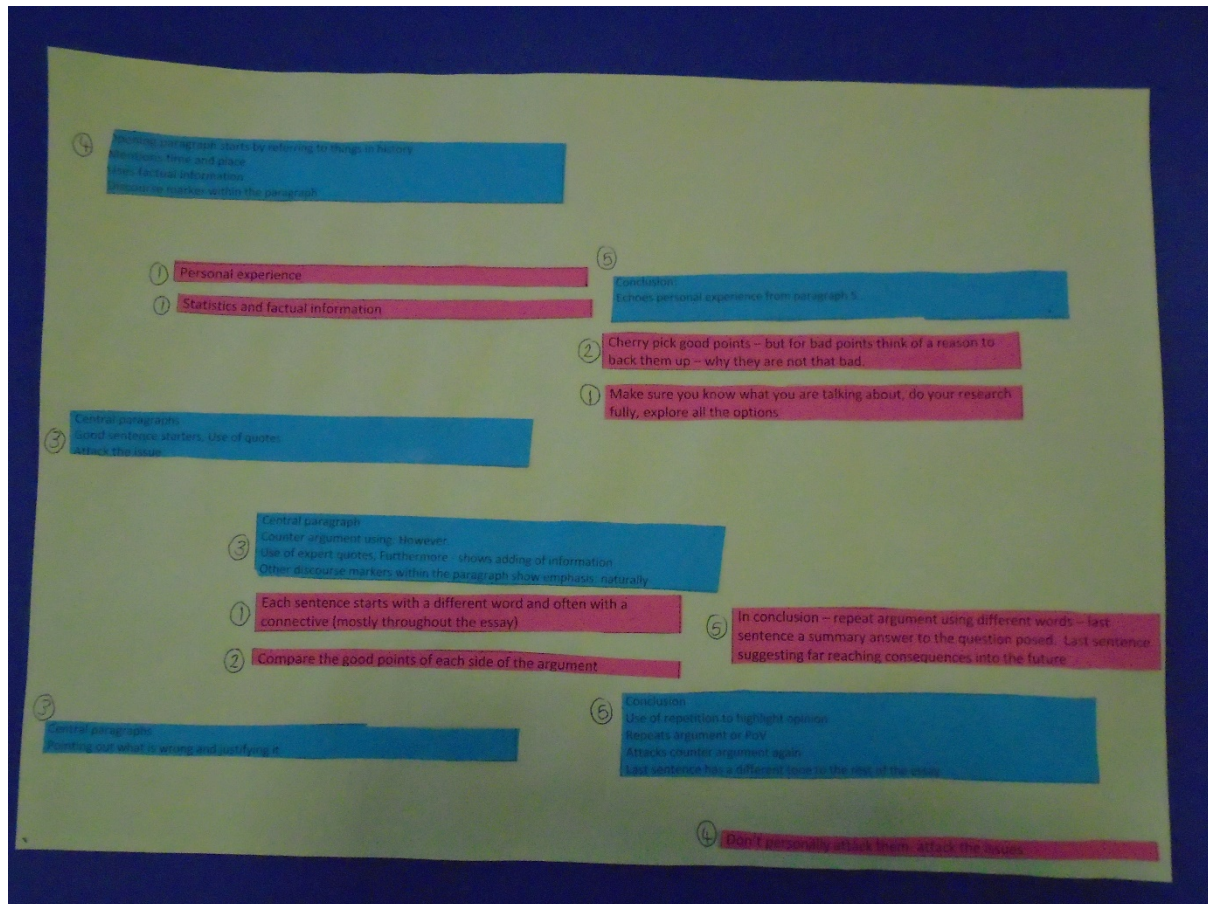 4
Opening paragraph starts by referring to things in history
Mentions time and place
Uses factual information
Discourse marker within the paragraph
1
Personal experience
1
Statistics and factual information
5
Conclusion:
Echoes personal experience from paragraph 5
2
Cherry pick good points – but for bad points think of a reason to
back them up – why they are not that bad.
1
Make sure you know what you are talking about, do your research
fully, explore all the options
3
Central paragraphs
Good sentence starters, Use of quotes
Attack the issue
3
Central paragraph
Counter argument using: However,
Use of expert quotes, Furthermore - shows adding of information
Other discourse markers within the paragraph show emphasis: naturally
1
Each sentence starts with a different word and often with a
connective (mostly throughout the essay)
2
Compare the good points of each side of the argument
5
In conclusion – repeat argument using different words – last
sentence a summary answer to the question posed. Last sentence
suggesting far reaching consequences into the future
3
Central paragraphs
Pointing out what is wrong and justifying it
5
Conclusion
Use of repetition to highlight opinion
Repeats argument or PoV
Attacks counter argument again
Last sentence has a different tone to the rest of the essay
4
Don't personally attack them, attack the issues